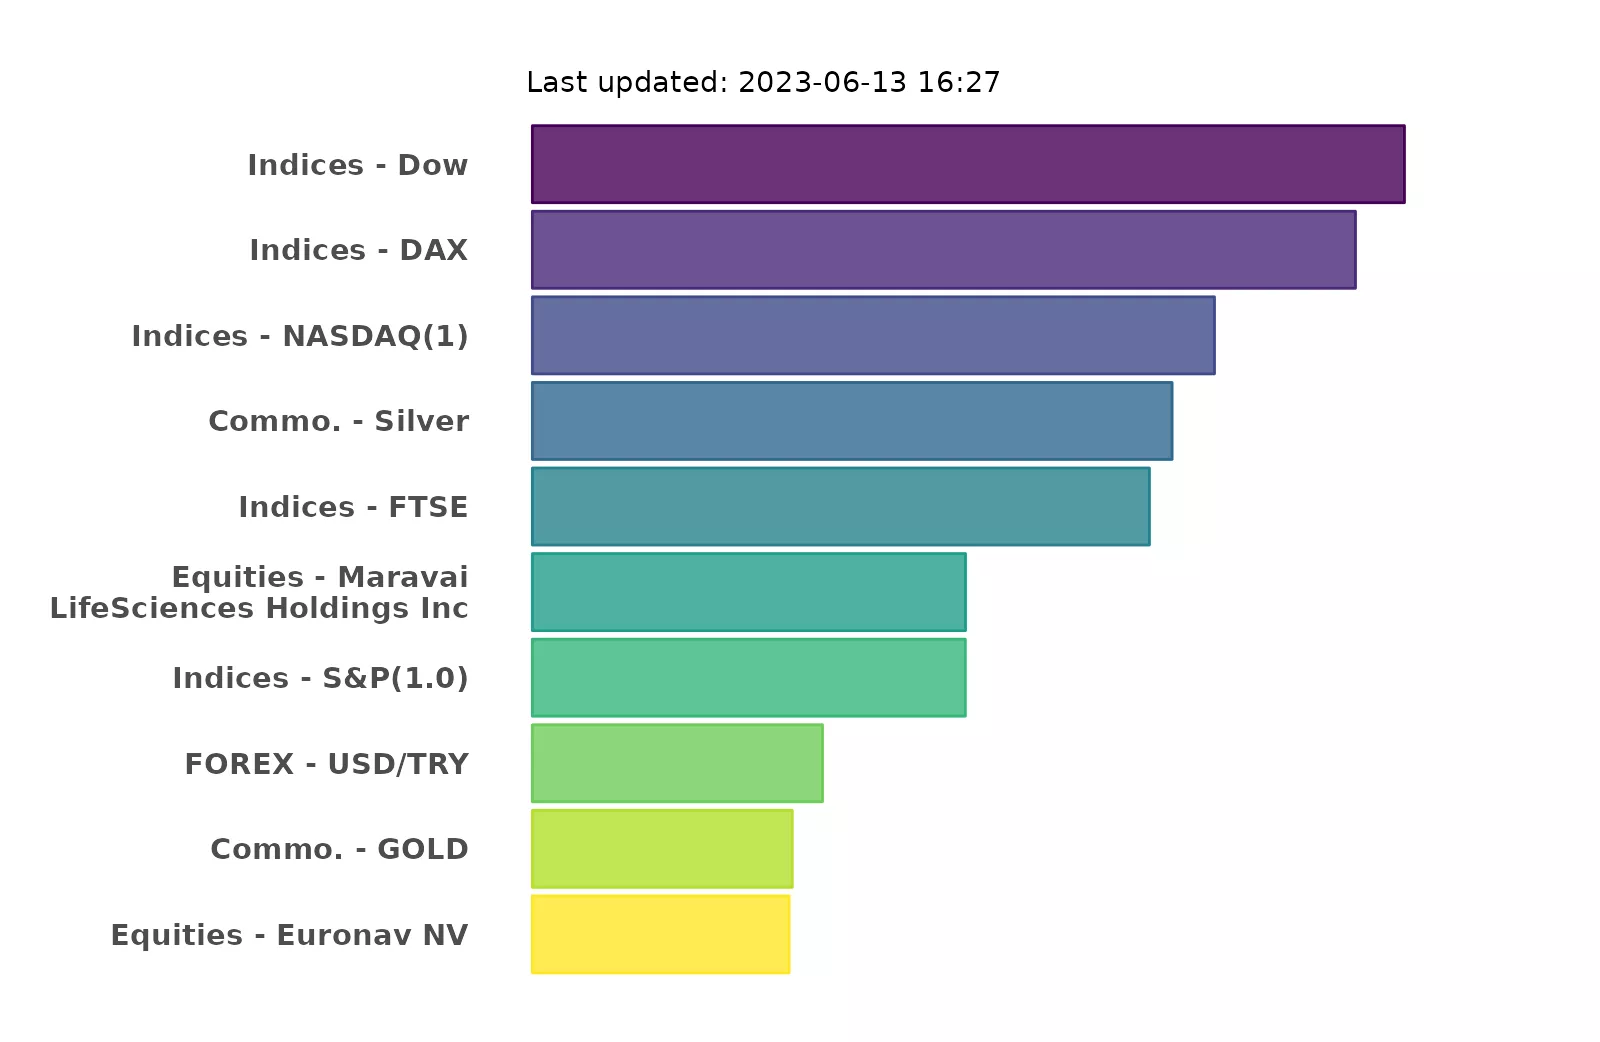 Last updated: 2023-06-13 16:27
Indices - Dow
Indices - DAX
Indices - NASDAQ(1)
Commo. - Silver
Indices - FTSE
Equities - Maravai
LifeSciences Holdings Inc
Indices - S&P(1.0)
FOREX - USD/TRY
Commo. - GOLD
Equities - Euronav NV